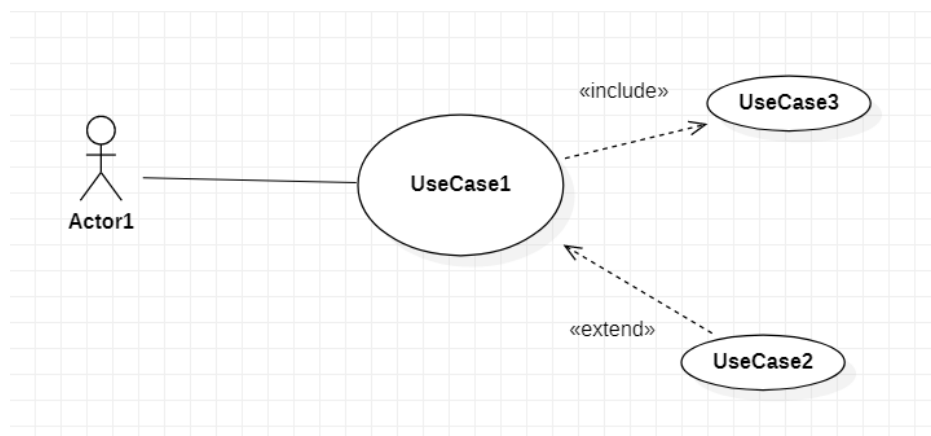 «include»
UseCase3
UseCase1
Actor1
«extend»
UseCase2